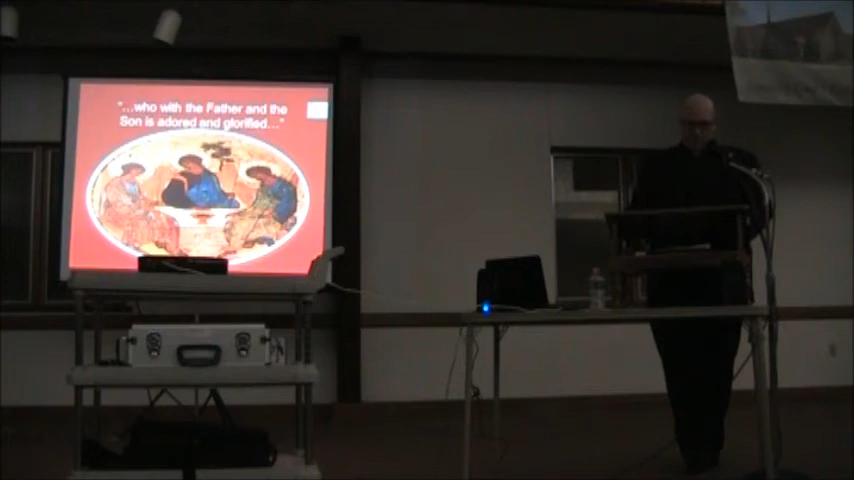 "...who with the Father and the
Son is adored and glorified..."